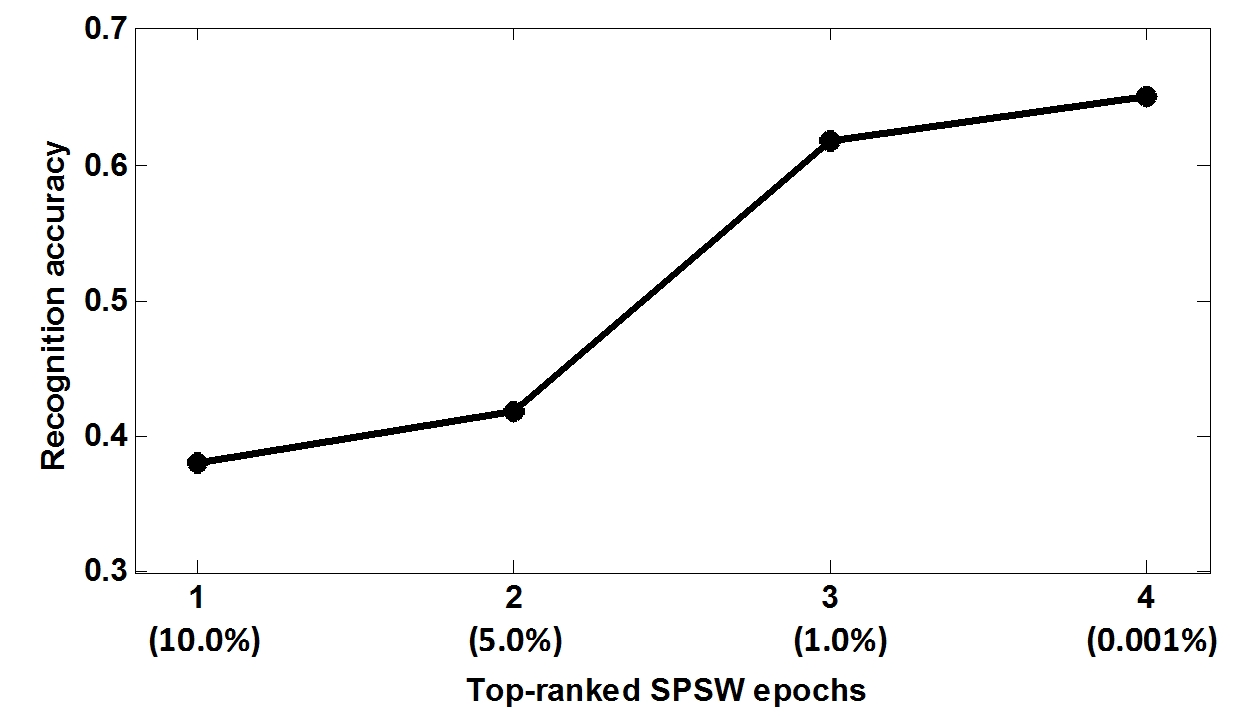 0.7
0.6
0.5
0.4
0.3
Recognition accuracy
1 2 3 4
(10.0%) (5.0%) (1.0%) (0.001%)
Top-ranked SPSW epochs